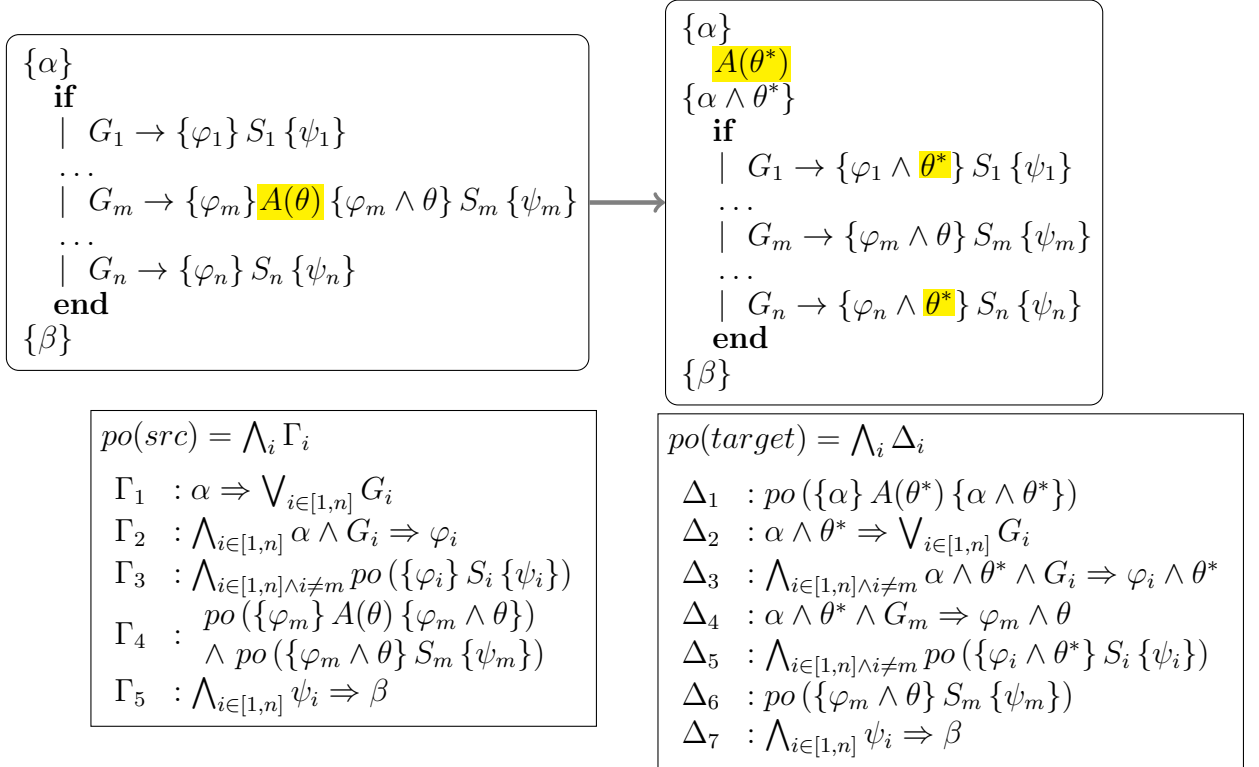 {α}
if
| G₁ → {φ₁} S₁ {ψ₁}
...
| Gₘ → {φₘ} A(θ) {φₘ ∧ θ} Sₘ {ψₘ}
...
| Gₙ → {φₙ} Sₙ {ψₙ}
end
{β}
{α}
A(θ*)
{α ∧ θ*}
if
| G₁ → {φ₁ ∧ θ*} S₁ {ψ₁}
...
| Gₘ → {φₘ ∧ θ} Sₘ {ψₘ}
...
| Gₙ → {φₙ ∧ θ*} Sₙ {ψₙ}
end
{β}
po(src) = ⋀ᵢ Γᵢ
Γ₁ : α ⇒ ⋁_{i∈[1,n]} Gᵢ
Γ₂ : ⋀_{i∈[1,n]} α ∧ Gᵢ ⇒ φᵢ
Γ₃ : ⋀_{i∈[1,n]∧i≠m} po ({φᵢ} Sᵢ {ψᵢ})
Γ₄ : po ({φₘ} A(θ) {φₘ ∧ θ})
∧ po ({φₘ ∧ θ} Sₘ {ψₘ})
Γ₅ : ⋀_{i∈[1,n]} ψᵢ ⇒ β
po(target) = ⋀ᵢ Δᵢ
Δ₁ : po ({α} A(θ*) {α ∧ θ*})
Δ₂ : α ∧ θ* ⇒ ⋁_{i∈[1,n]} Gᵢ
Δ₃ : ⋀_{i∈[1,n]∧i≠m} α ∧ θ* ∧ Gᵢ ⇒ φᵢ ∧ θ*
Δ₄ : α ∧ θ* ∧ Gₘ ⇒ φₘ ∧ θ
Δ₅ : ⋀_{i∈[1,n]∧i≠m} po ({φᵢ ∧ θ*} Sᵢ {ψᵢ})
Δ₆ : po ({φₘ ∧ θ} Sₘ {ψₘ})
Δ₇ : ⋀_{i∈[1,n]} ψᵢ ⇒ β